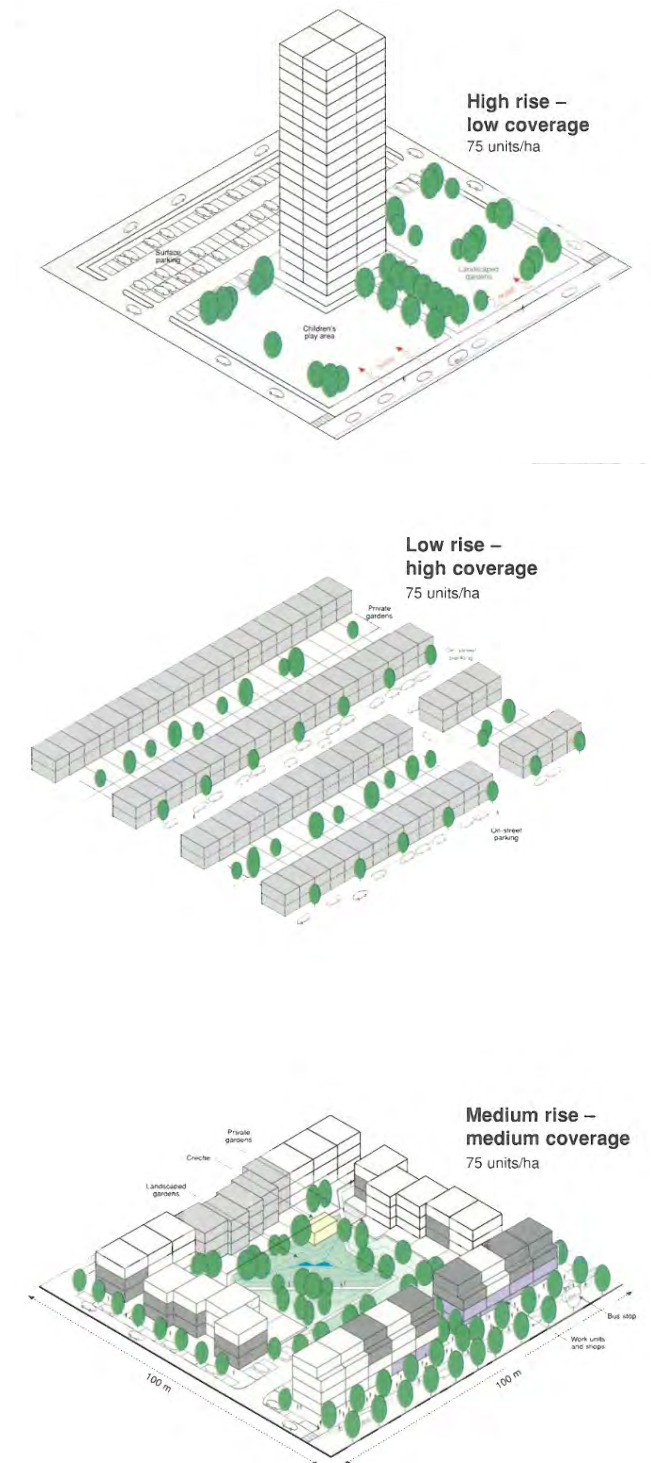 High rise –
low coverage
75 units/ha
Surface
parking
Landscaped
gardens
Children's
play area
Low rise –
high coverage
75 units/ha
Private
gardens
On-street
parking
On-street
parking
Medium rise –
medium coverage
75 units/ha
Private
gardens
Creche
Landscaped
gardens
Bus stop
Work units
and shops
100 m
100 m